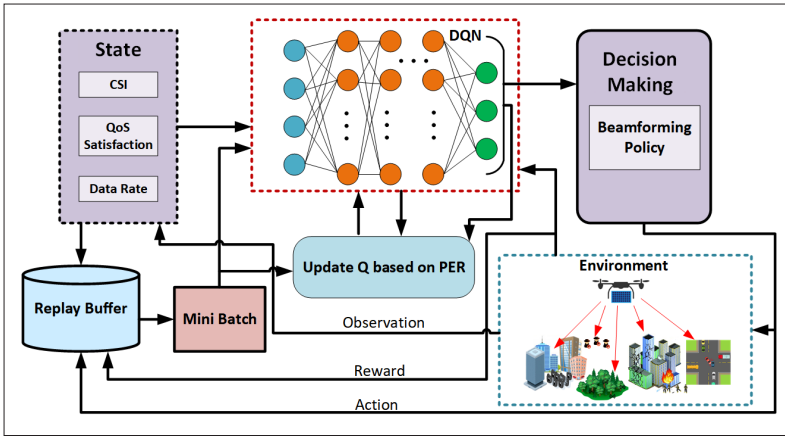 State
CSI
QoS
Satisfaction
Data Rate
DQN
Decision
Making
Beamforming
Policy
Replay Buffer
Mini Batch
Update Q based on PER
Environment
Observation
Reward
Action